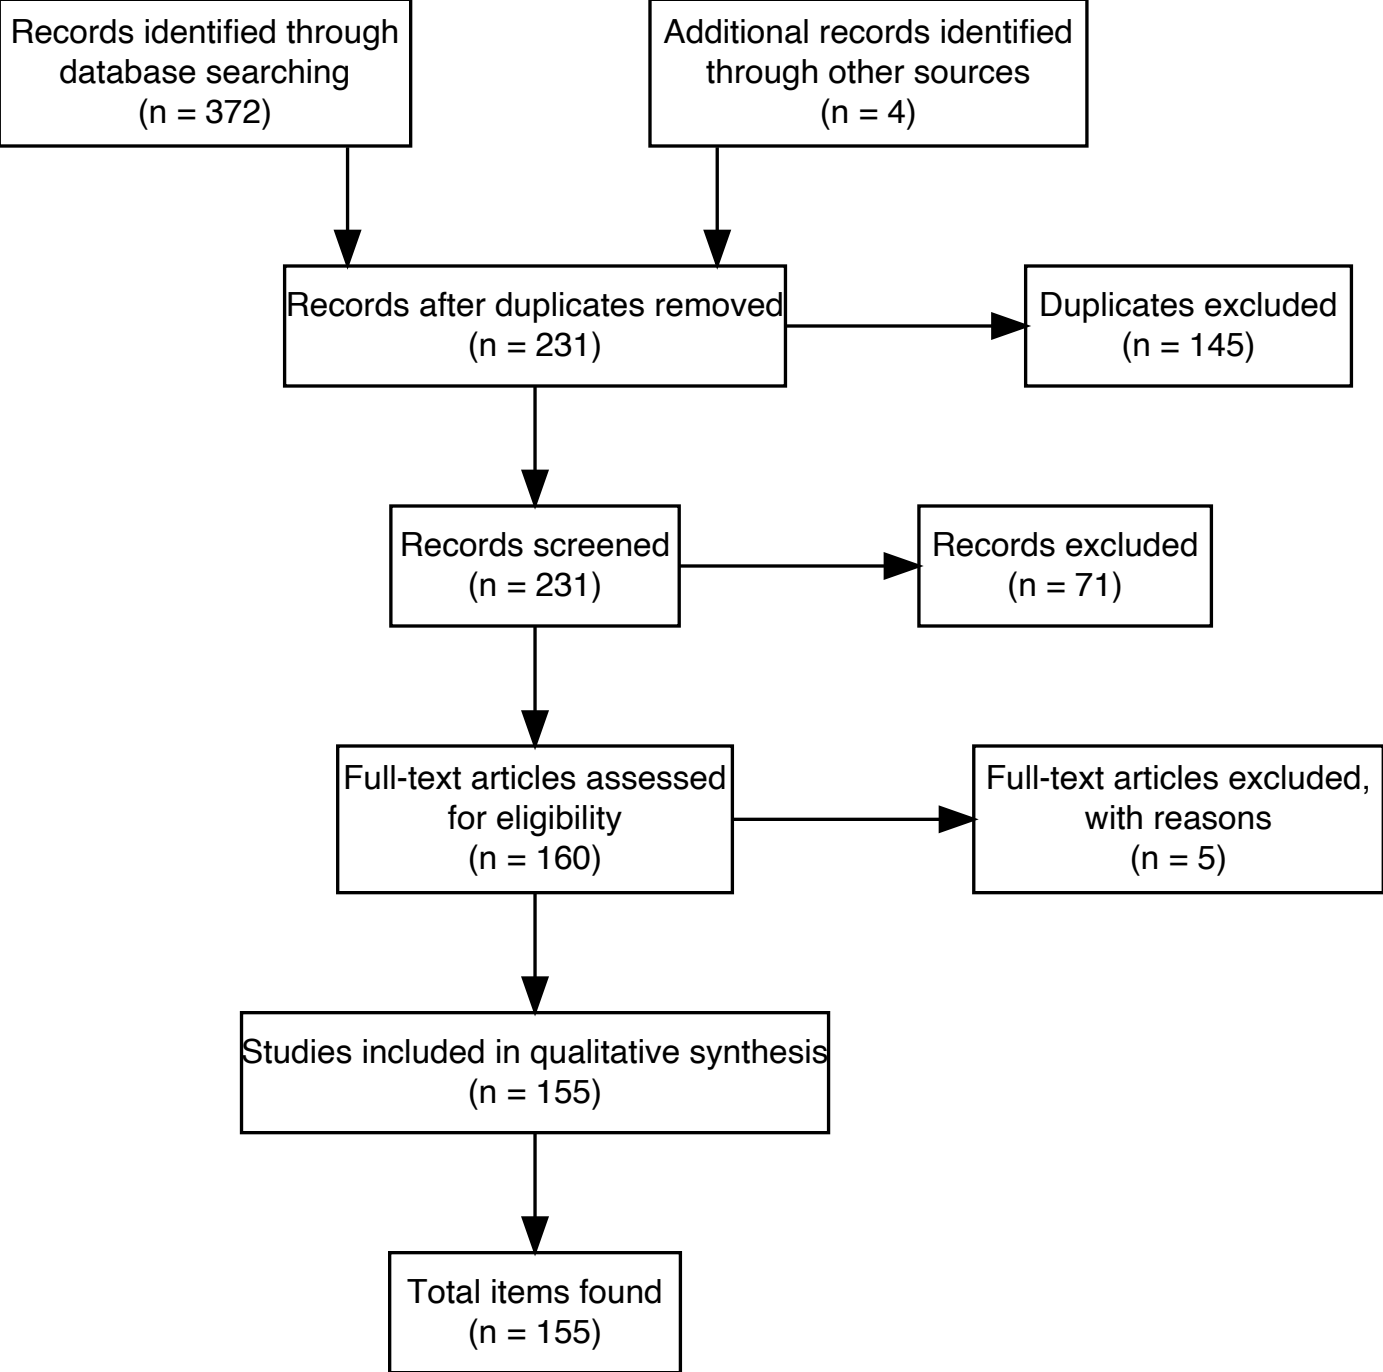 Records identified through
database searching
(n = 372)
Additional records identified
through other sources
(n = 4)
Records after duplicates removed
(n = 231)
Duplicates excluded
(n = 145)
Records screened
(n = 231)
Records excluded
(n = 71)
Full-text articles assessed
for eligibility
(n = 160)
Full-text articles excluded,
with reasons
(n = 5)
Studies included in qualitative synthesis
(n = 155)
Total items found
(n = 155)